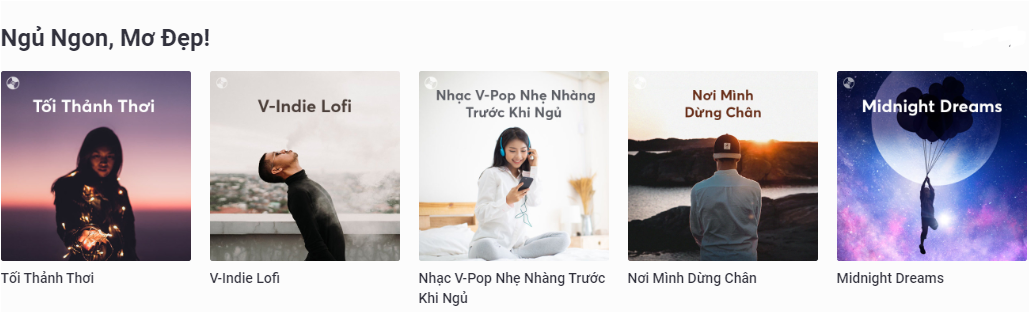 Ngủ Ngon, Mơ Đẹp!
Tối Thảnh Thơi
V-Indie Lofi
Nhạc V-Pop Nhẹ Nhàng
Trước Khi Ngủ
Nơi Mình
Dừng Chân
Midnight Dreams
Tối Thảnh Thơi
V-Indie Lofi
Nhạc V-Pop Nhẹ Nhàng Trước
Khi Ngủ
Nơi Mình Dừng Chân
Midnight Dreams